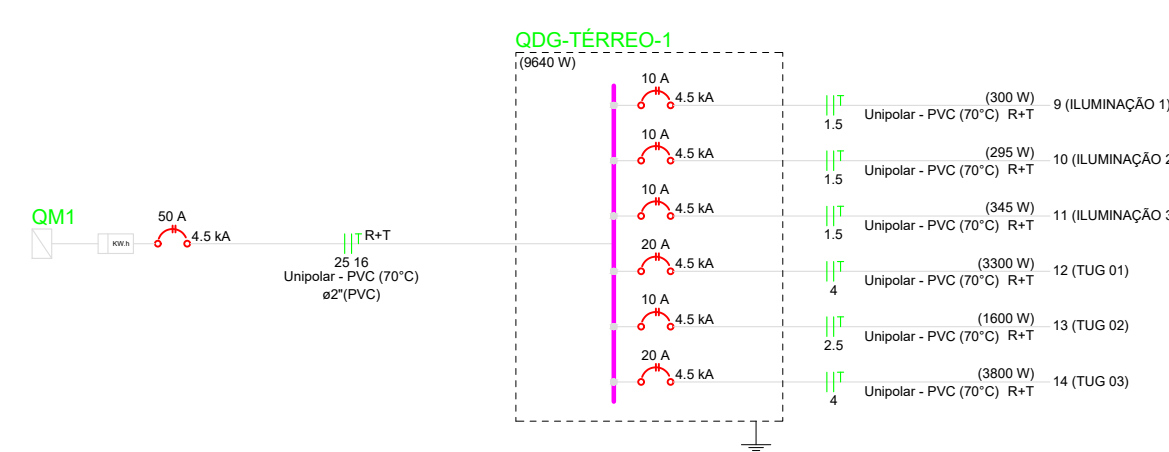 QDG-TÉRREO-1
(9640 W)
10 A
4.5 kA
1.5
(300 W)
Unipolar - PVC (70°C) R+T
9 (ILUMINAÇÃO 1)
10 A
4.5 kA
1.5
(295 W)
Unipolar - PVC (70°C) R+T
10 (ILUMINAÇÃO 2
10 A
4.5 kA
1.5
(345 W)
Unipolar - PVC (70°C) R+T
11 (ILUMINAÇÃO 3
QM1
KW.h
50 A
4.5 kA
R+T
25 16
Unipolar - PVC (70°C)
ø2"(PVC)
20 A
4.5 kA
4
(3300 W)
Unipolar - PVC (70°C) R+T
12 (TUG 01)
10 A
4.5 kA
2.5
(1600 W)
Unipolar - PVC (70°C) R+T
13 (TUG 02)
20 A
4.5 kA
4
(3800 W)
Unipolar - PVC (70°C) R+T
14 (TUG 03)